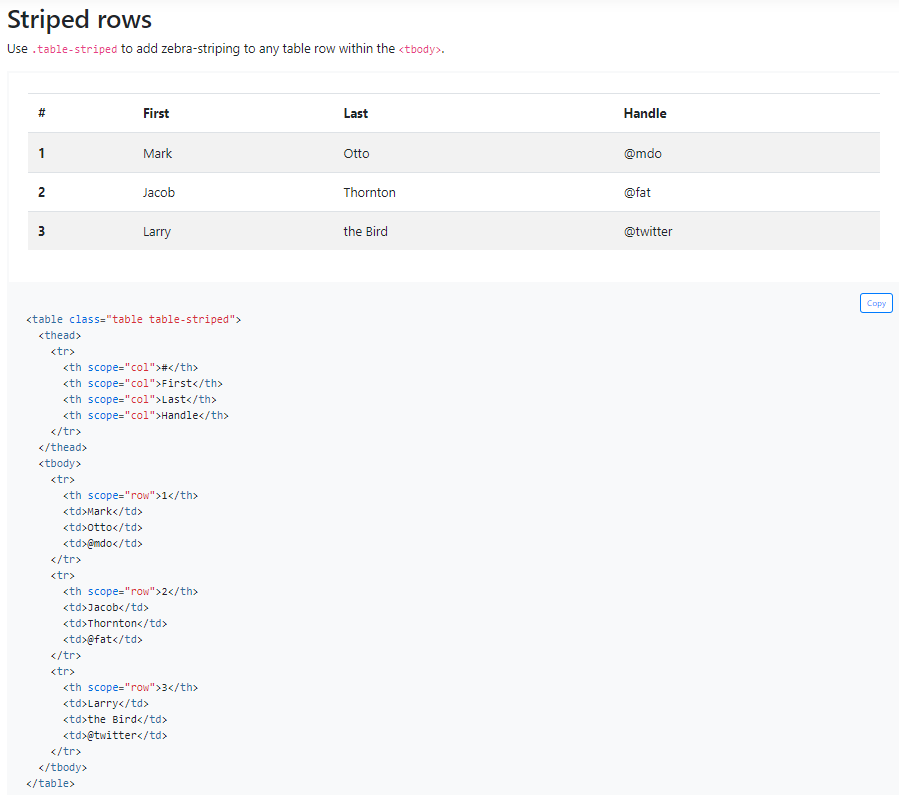 Striped rows
Use .table-striped to add zebra-striping to any table row within the <tbody>.
# First Last Handle
1 Mark Otto @mdo
2 Jacob Thornton @fat
3 Larry the Bird @twitter
Copy
<table class="table table-striped">
  <thead>
    <tr>
      <th scope="col">#</th>
      <th scope="col">First</th>
      <th scope="col">Last</th>
      <th scope="col">Handle</th>
    </tr>
  </thead>
  <tbody>
    <tr>
      <th scope="row">1</th>
      <td>Mark</td>
      <td>Otto</td>
      <td>@mdo</td>
    </tr>
    <tr>
      <th scope="row">2</th>
      <td>Jacob</td>
      <td>Thornton</td>
      <td>@fat</td>
    </tr>
    <tr>
      <th scope="row">3</th>
      <td>Larry</td>
      <td>the Bird</td>
      <td>@twitter</td>
    </tr>
  </tbody>
</table>